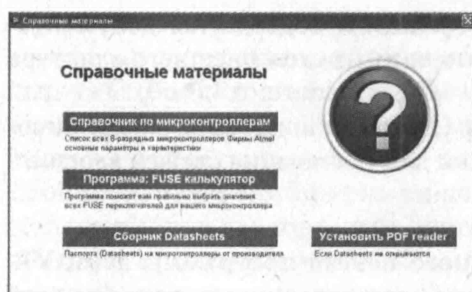 Справочные материалы
Справочные материалы
Справочник по микроконтроллерам
Список всех 8-разрядных микроконтроллеров Фирмы Atmel
основные параметры и характеристики
Программа: FUSE калькулятор
Программа поможет вам правильно выбрать значения
всех FUSE переключателей для вашего микроконтроллера
Сборник Datasheets
Установить PDF reader
Паспорта (Datasheets) на микроконтроллеры от производителя
Если Datasheets не открываются